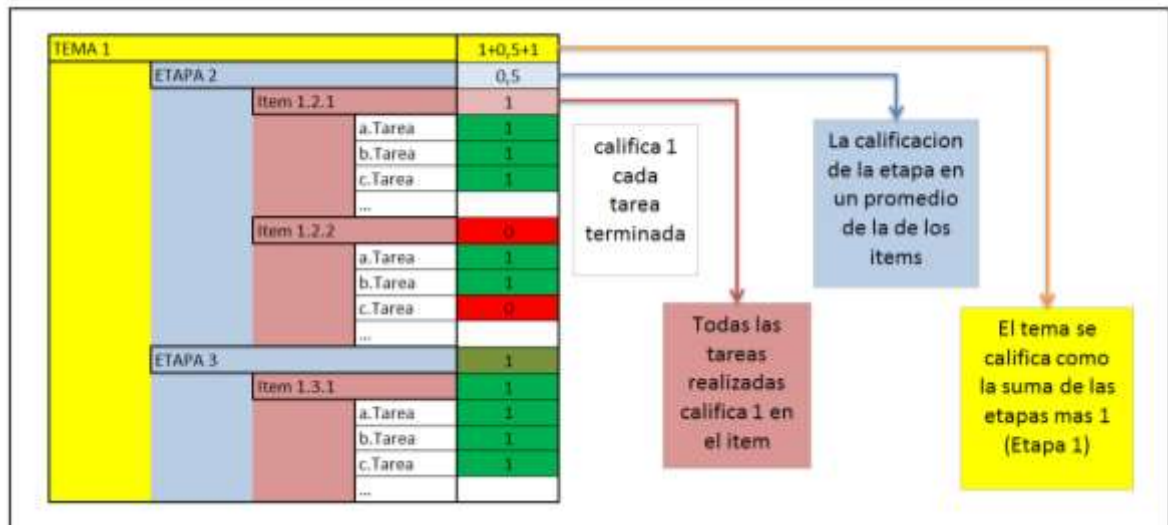 TEMA 1 1+0,5+1
ETAPA 2 0,5
Item 1.2.1 1
a.Tarea 1
b.Tarea 1
c.Tarea 1
...
Item 1.2.2 0
a.Tarea 1
b.Tarea 1
c.Tarea 0
...
ETAPA 3 1
Item 1.3.1 1
a.Tarea 1
b.Tarea 1
c.Tarea 1
...
califica 1
cada
tarea
terminada
La calificacion
de la etapa en
un promedio
de la de los
items
Todas las
tareas
realizadas
califica 1 en
el item
El tema se
califica como
la suma de las
etapas mas 1
(Etapa 1)